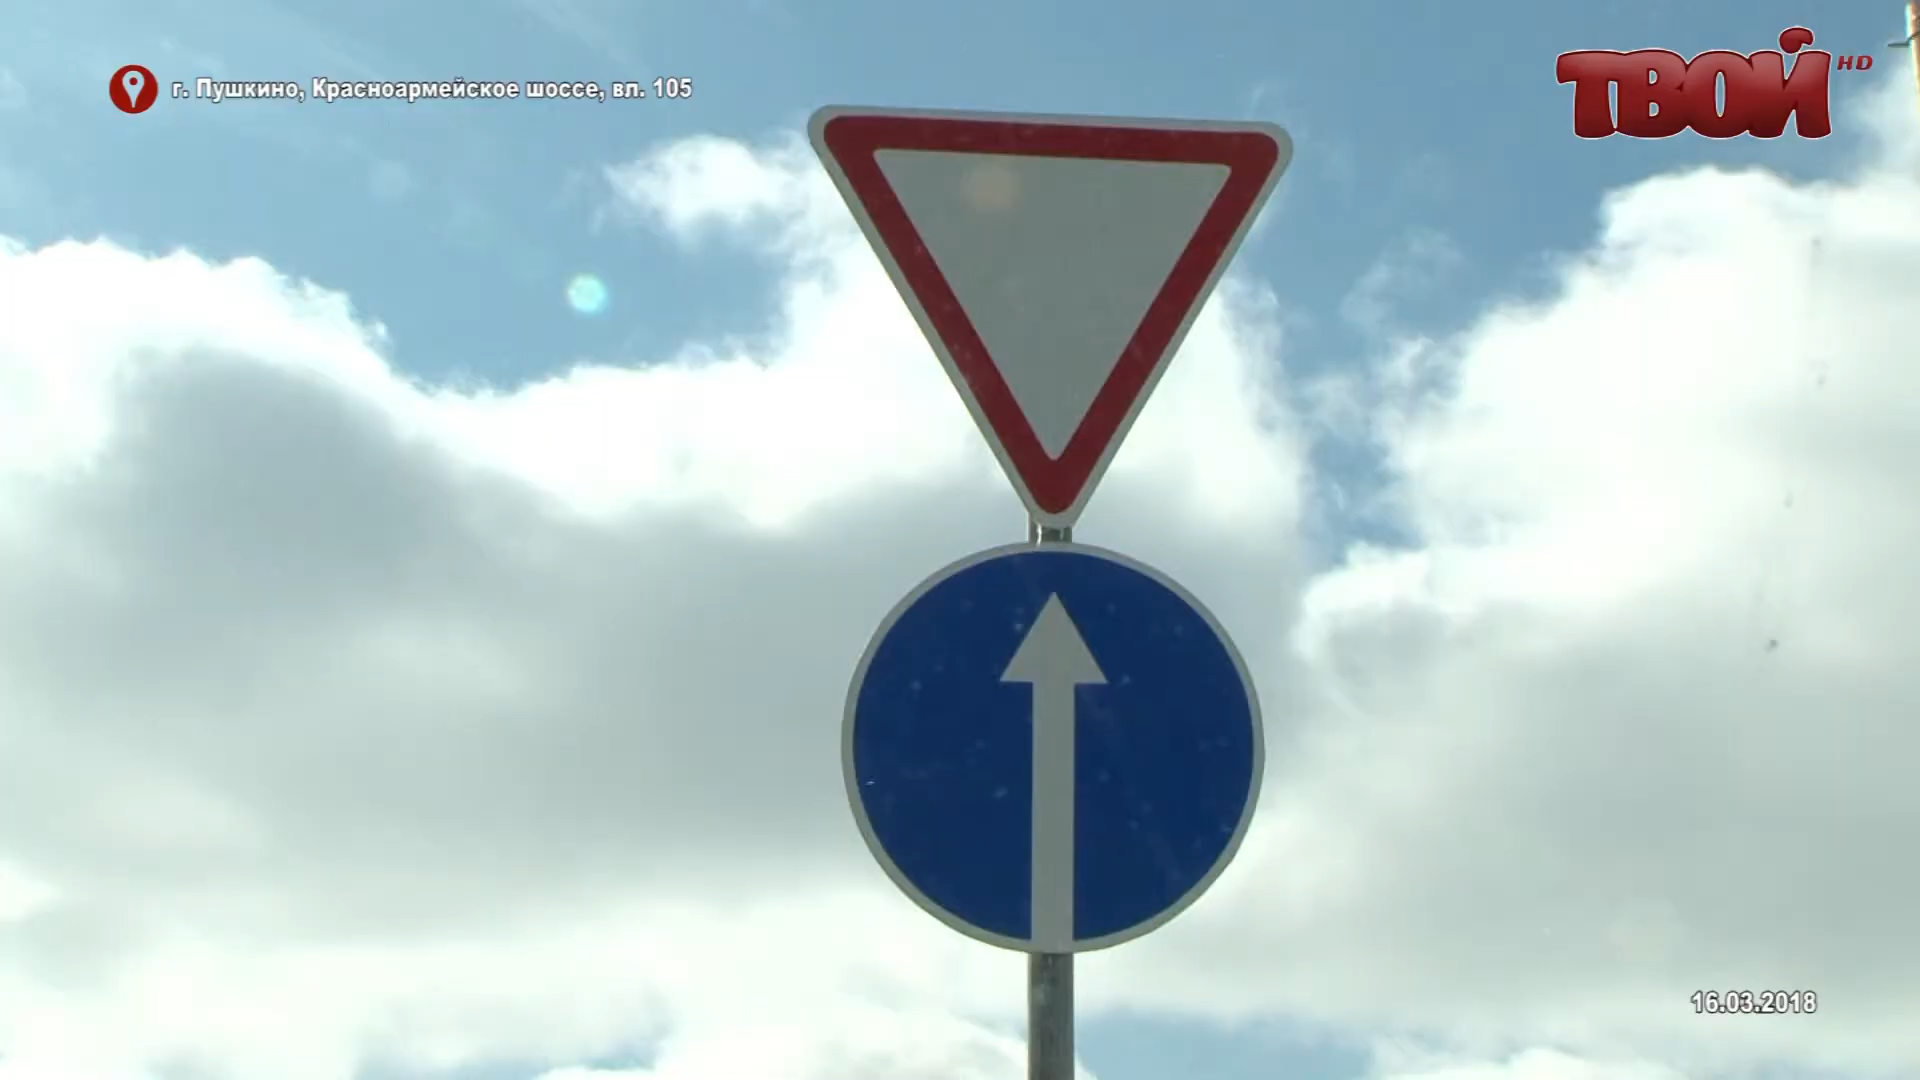 г. Пушкино, Красноармейское шоссе, вл. 105
ТВОЙ HD
16.03.2018